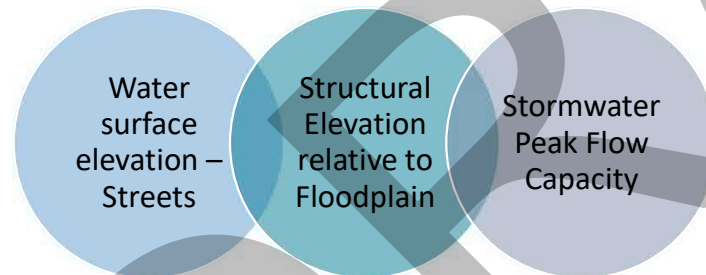 Water
surface
elevation –
Streets
Structural
Elevation
relative to
Floodplain
Stormwater
Peak Flow
Capacity